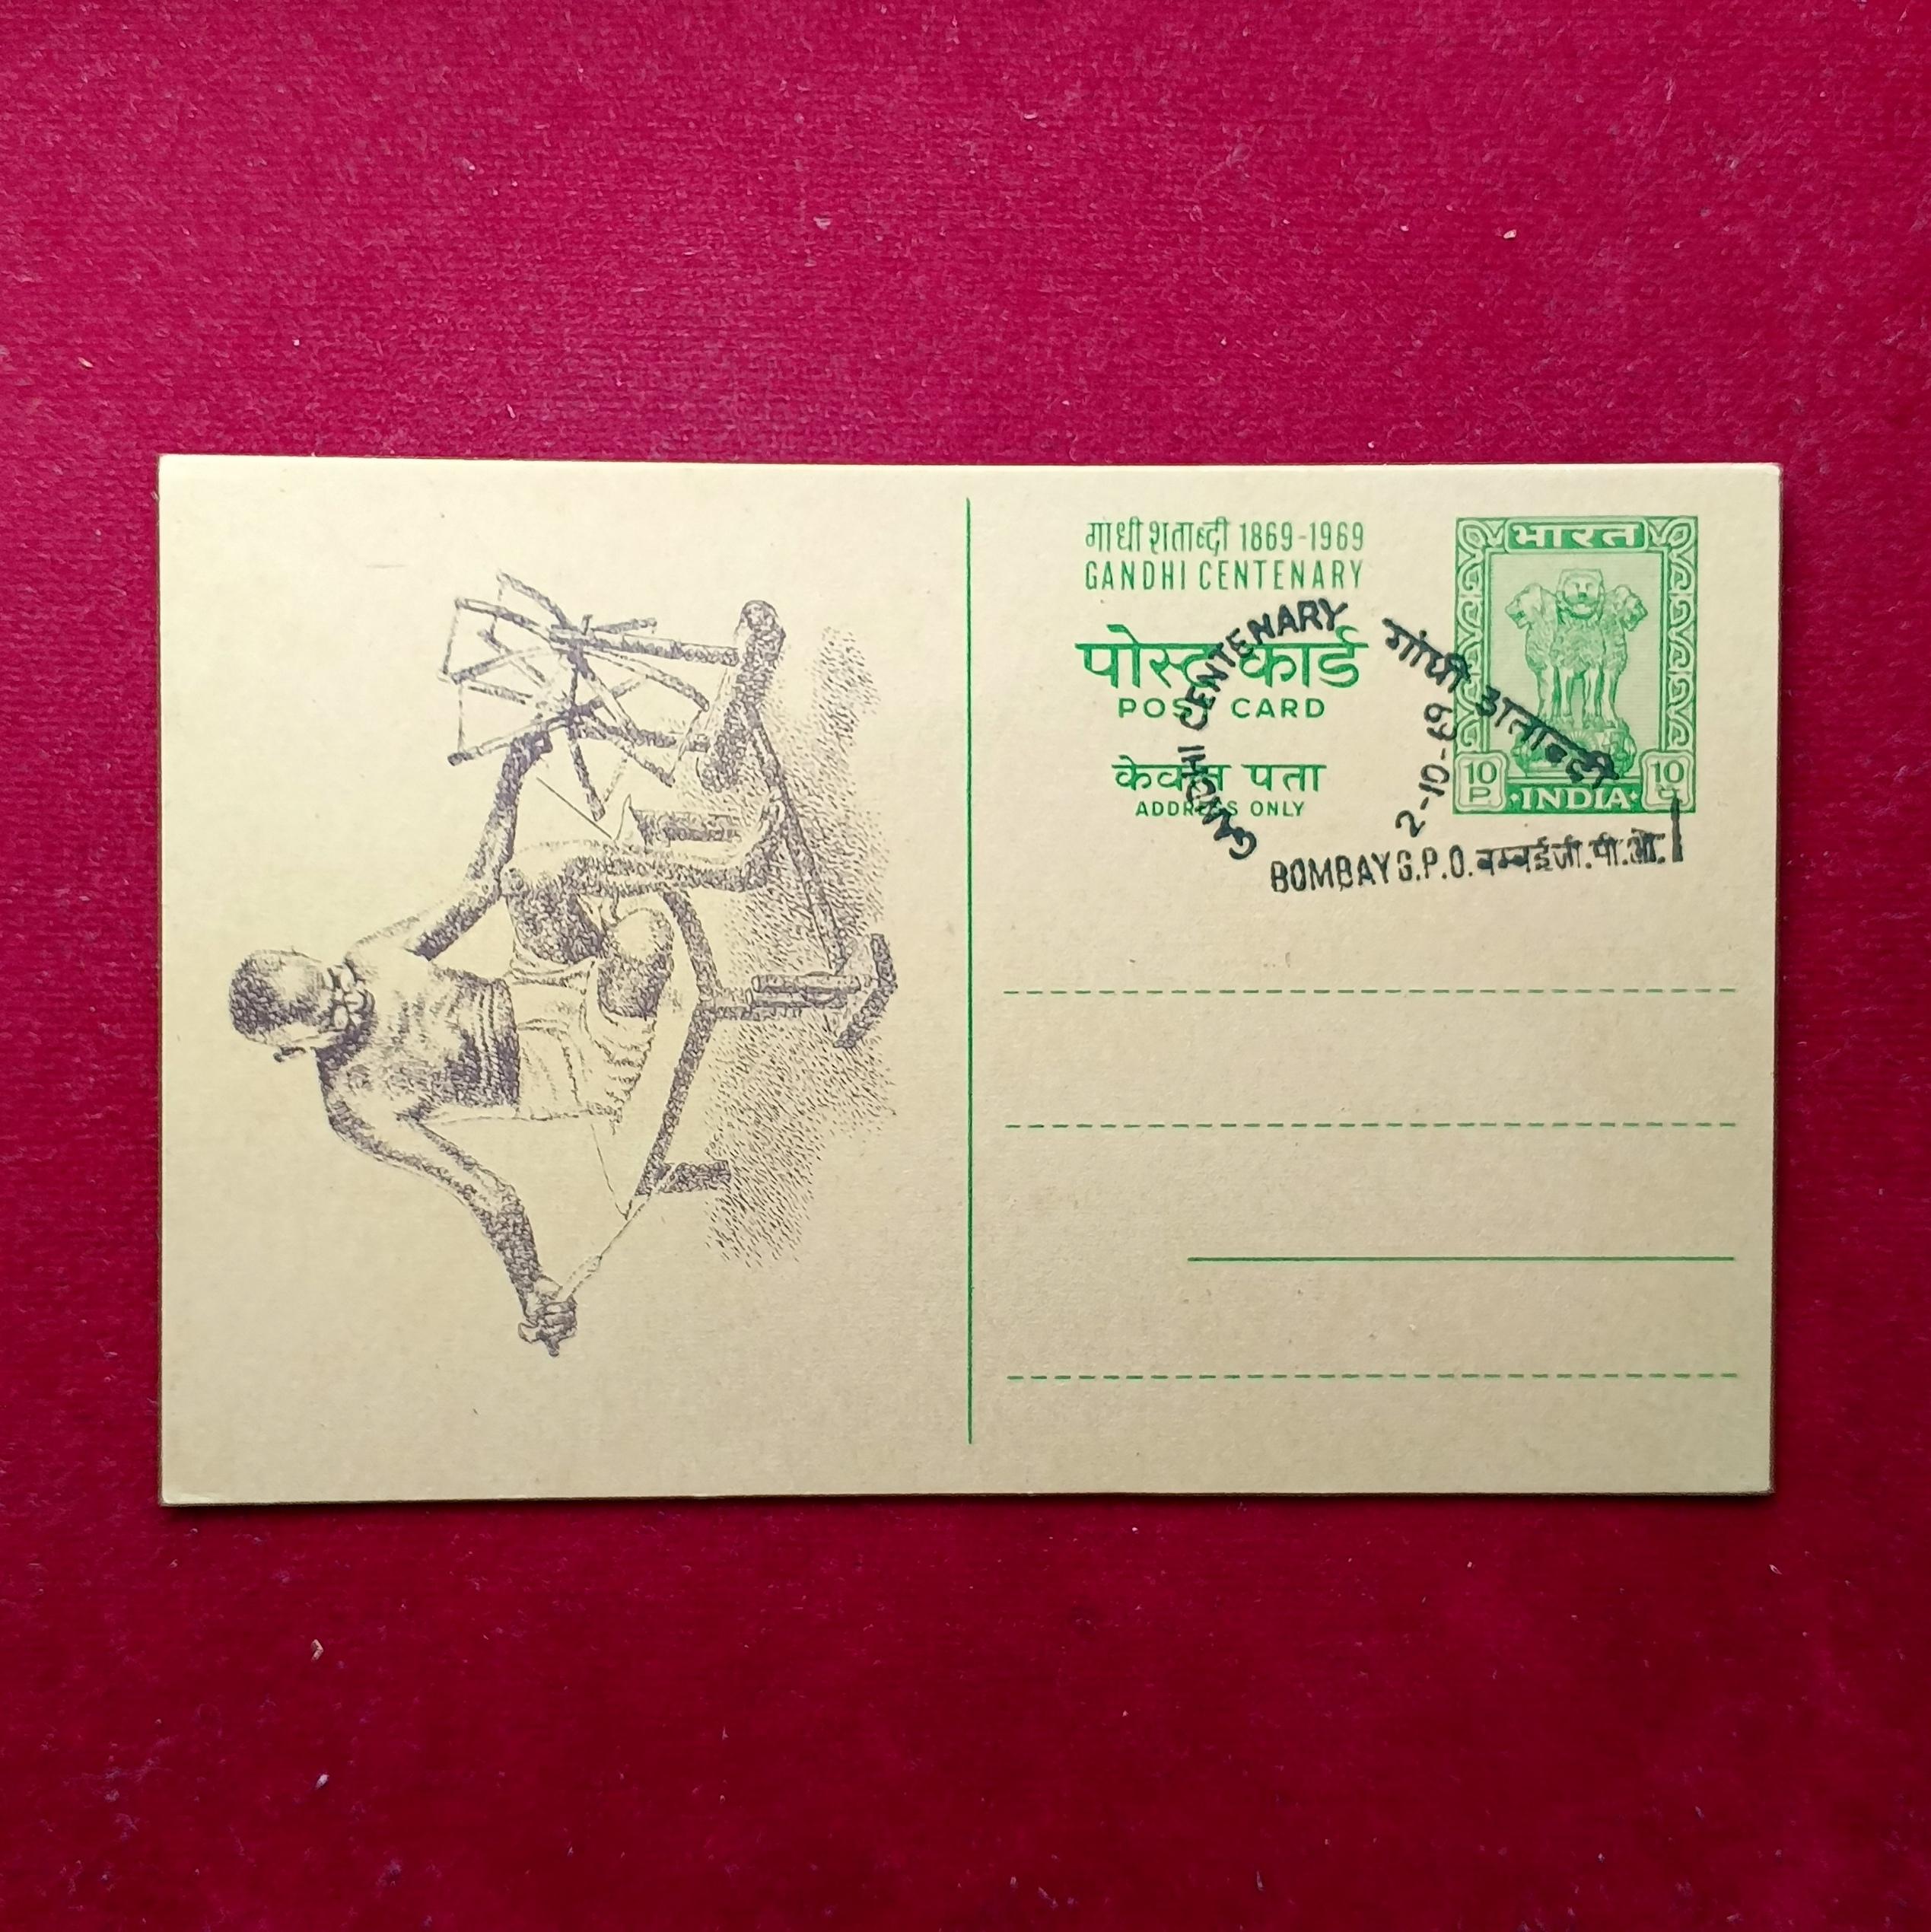 गांधी शताब्दी 1869-1969
GANDHI CENTENARY
पोस्ट कार्ड
POST CARD
केवल पता
ADDRESS ONLY
भारत
10 P
10 पै
·INDIA·
GANDHI CENTENARY
गांधी शताब्दी
2-10-69
BOMBAY G.P.O. बम्बई जी.पी.ओ.